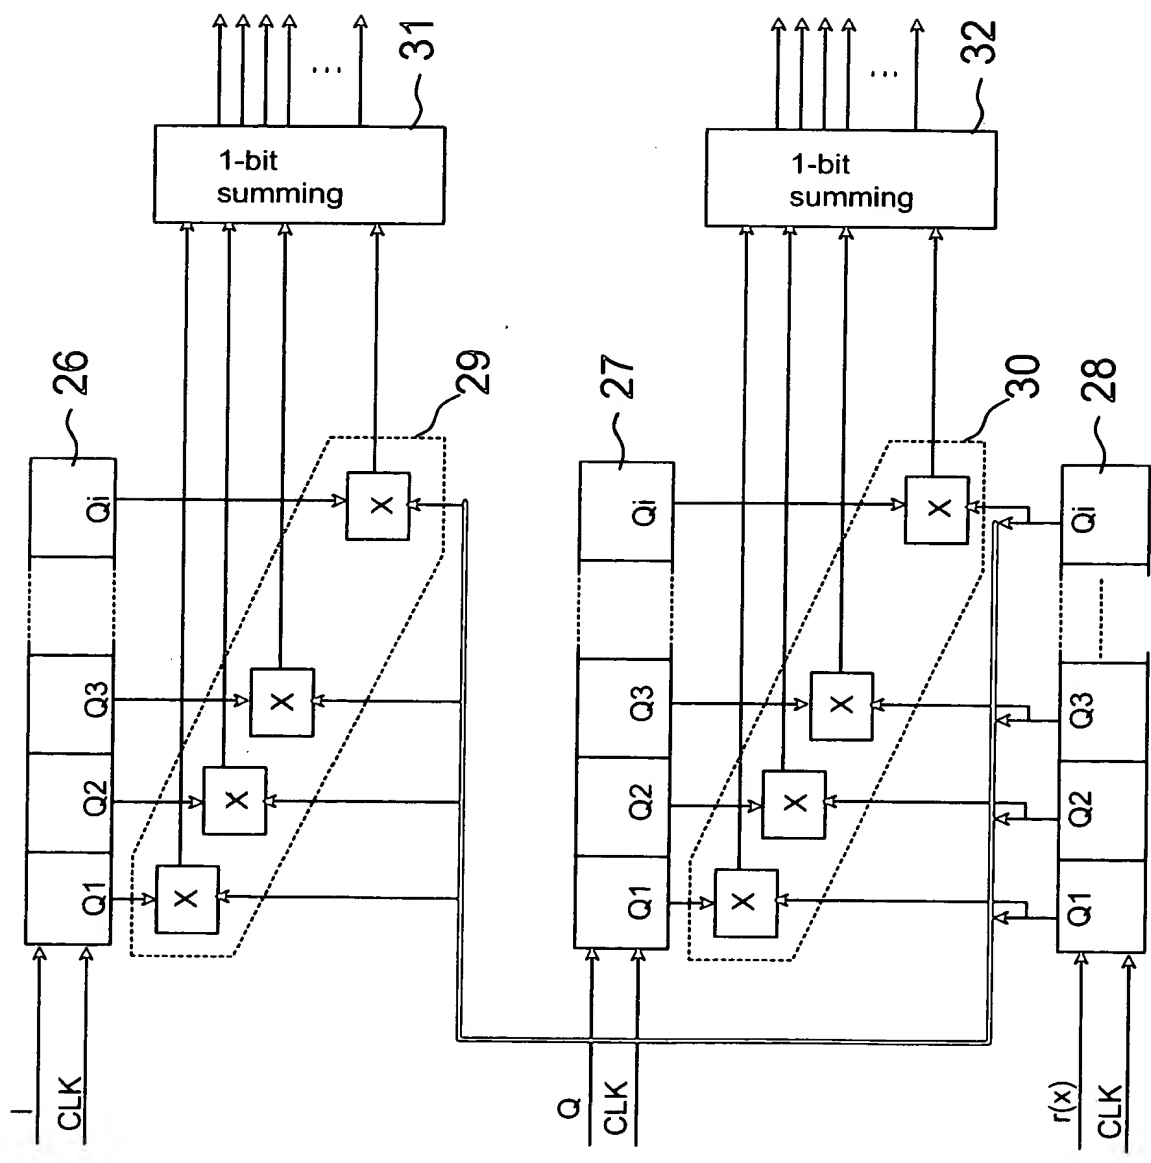 31
32
1-bit
summing
1-bit
summing
26
29
27
30
28
Q1
Q2
Q3
Qi
X
X
X
X
Q1
Q2
Q3
Qi
X
X
X
X
Q1
Q2
Q3
Qi
I
CLK
Q
CLK
r(x)
CLK